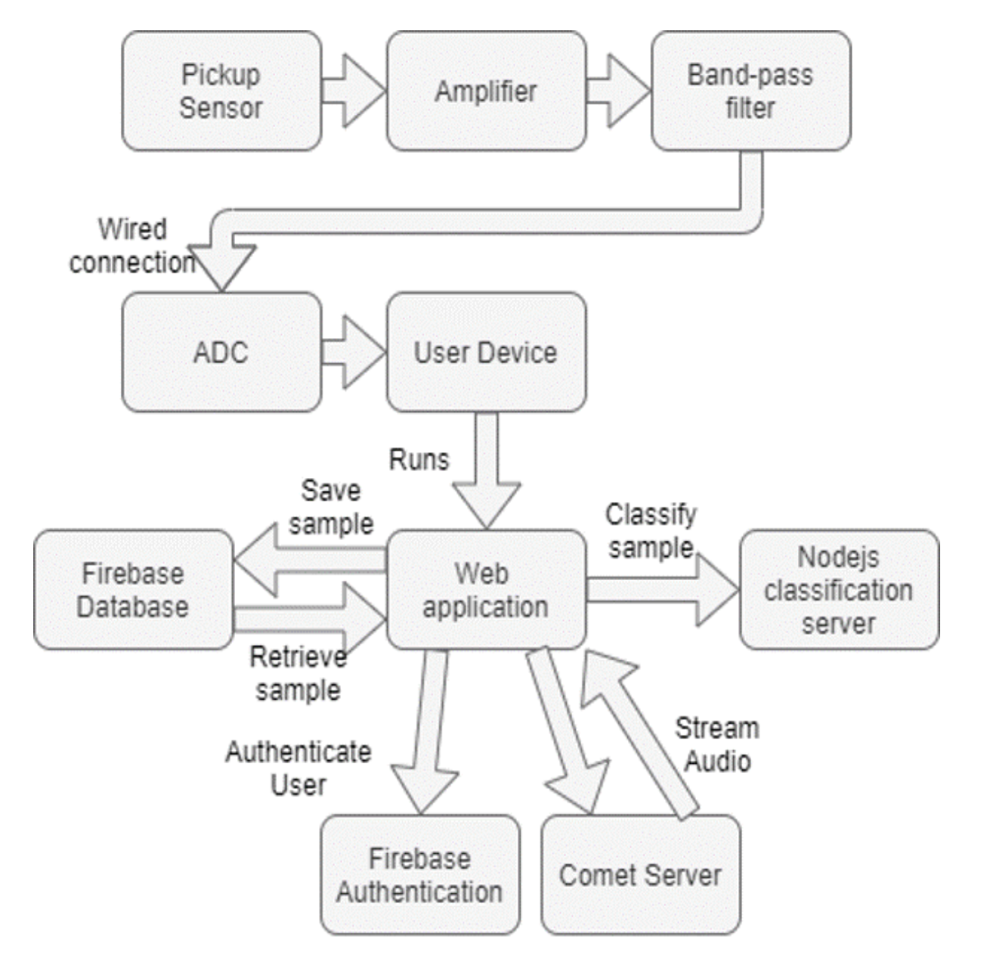 Pickup
Sensor
Amplifier
Band-pass
filter
Wired
connection
ADC
User Device
Runs
Save
sample
Classify
sample
Firebase
Database
Web
application
Nodejs
classification
server
Retrieve
sample
Stream
Audio
Authenticate
User
Firebase
Authentication
Comet Server